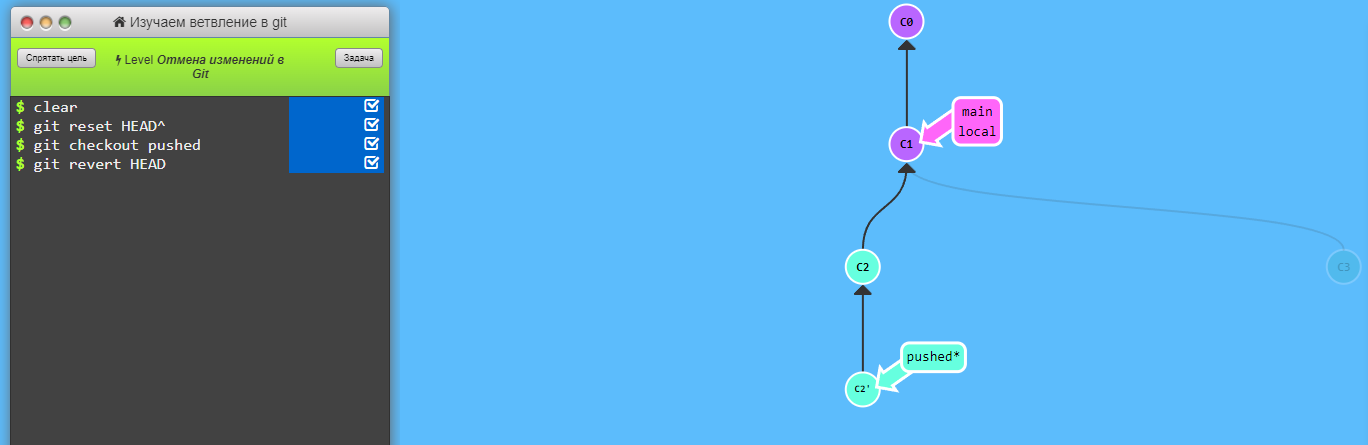 Изучаем ветвление в git
Спрятать цель
Level Отмена изменений в
Git
Задача
$ clear
$ git reset HEAD^
$ git checkout pushed
$ git revert HEAD
C0
main
local
C1
C2
C3
pushed*
C2'